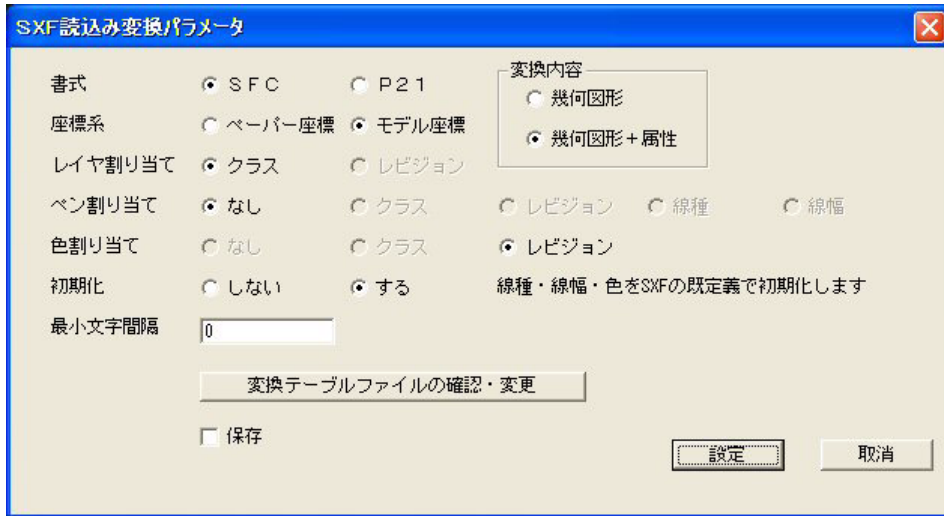 SXF読込み変換パラメータ
書式 ＳＦＣ Ｐ２１
変換内容
幾何図形
幾何図形＋属性
座標系 ペーパー座標 モデル座標
レイヤ割り当て クラス レビジョン
ペン割り当て なし クラス レビジョン 線種 線幅
色割り当て なし クラス レビジョン
初期化 しない する 線種・線幅・色をSXFの既定義で初期化します
最小文字間隔 0
変換テーブルファイルの確認・変更
保存
設定 取消